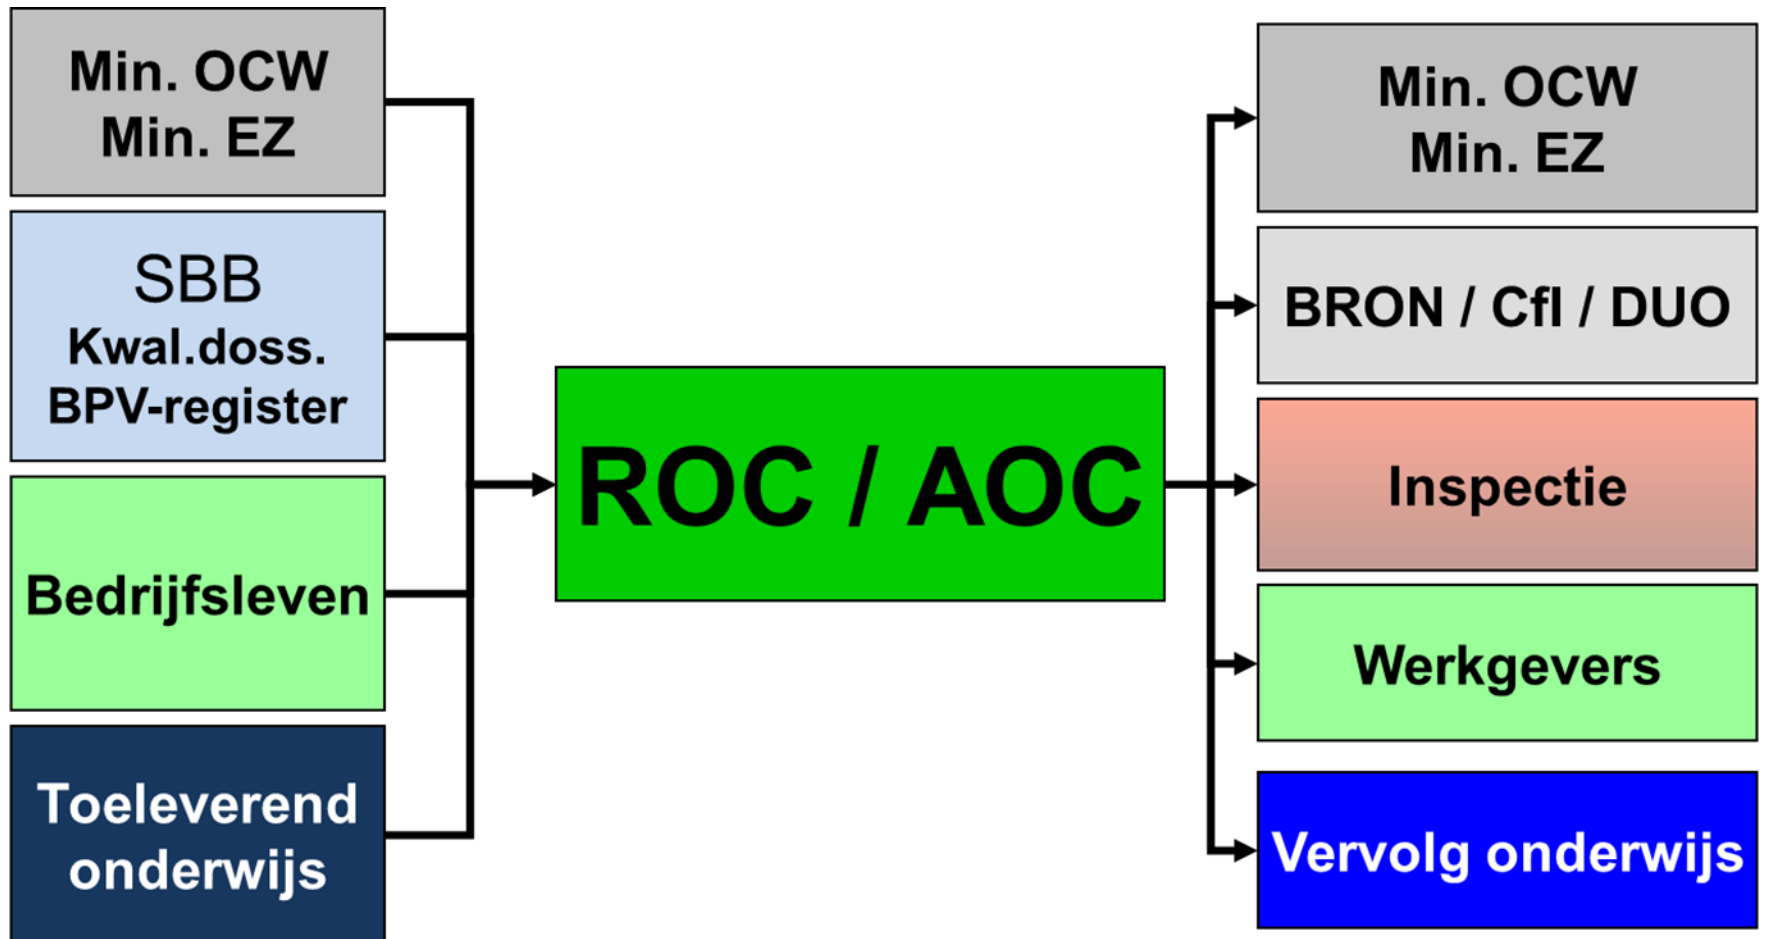 Min. OCW
Min. EZ
SBB
Kwal.doss.
BPV-register
Bedrijfsleven
Toeleverend
onderwijs
ROC / AOC
Min. OCW
Min. EZ
BRON / CfI / DUO
Inspectie
Werkgevers
Vervolg onderwijs